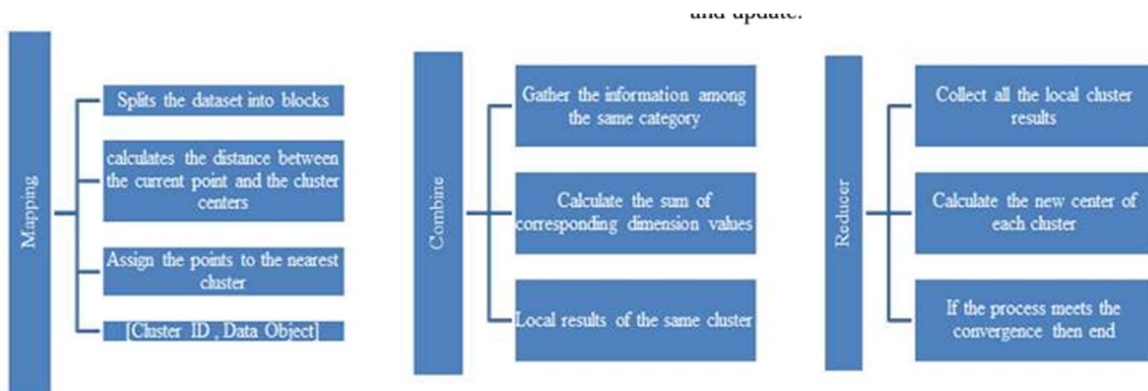 and update.
Mapping
Splits the dataset into blocks
calculates the distance between
the current point and the cluster
centers
Assign the points to the nearest
cluster
[Cluster ID , Data Object]
Combine
Gather the information among
the same category
Calculate the sum of
corresponding dimension values
Local results of the same cluster
Reducer
Collect all the local cluster
results
Calculate the new center of
each cluster
If the process meets the
convergence then end